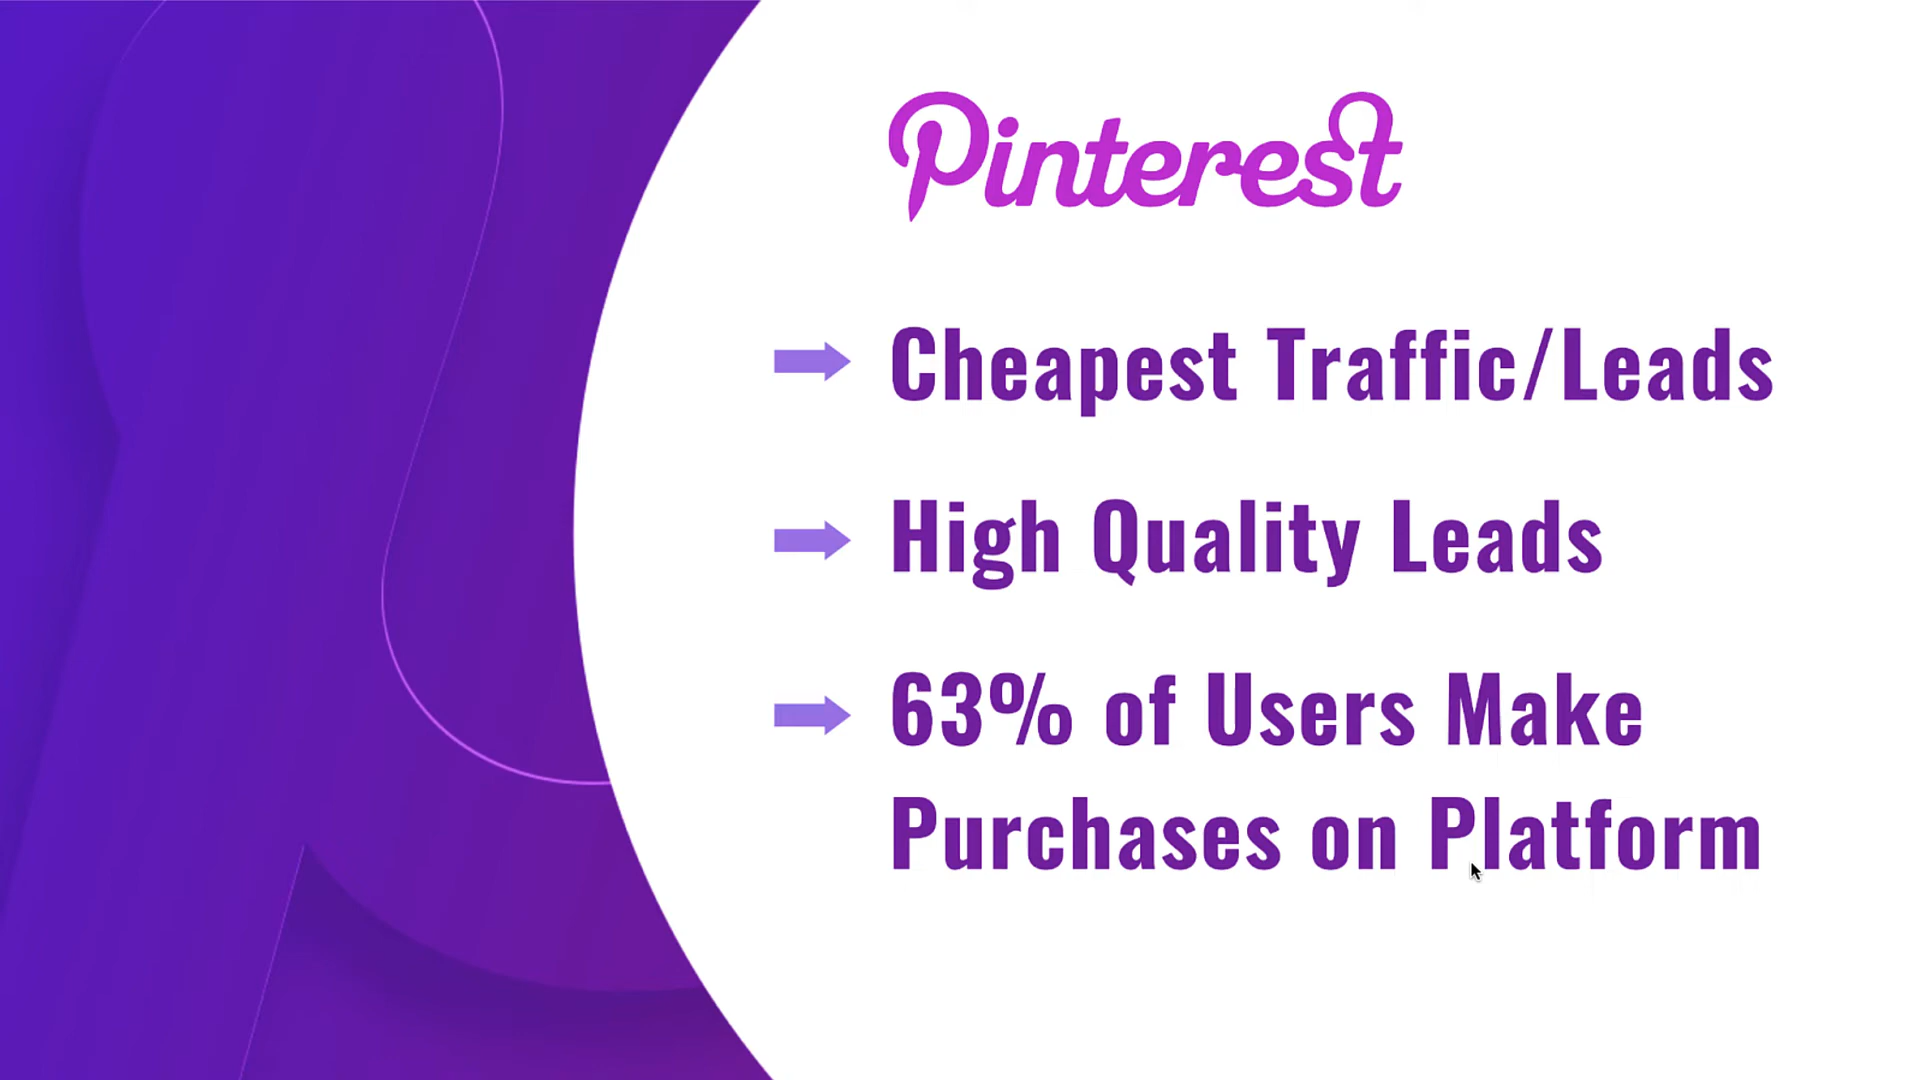 Pinterest
Cheapest Traffic/Leads
High Quality Leads
63% of Users Make
Purchases on Platform